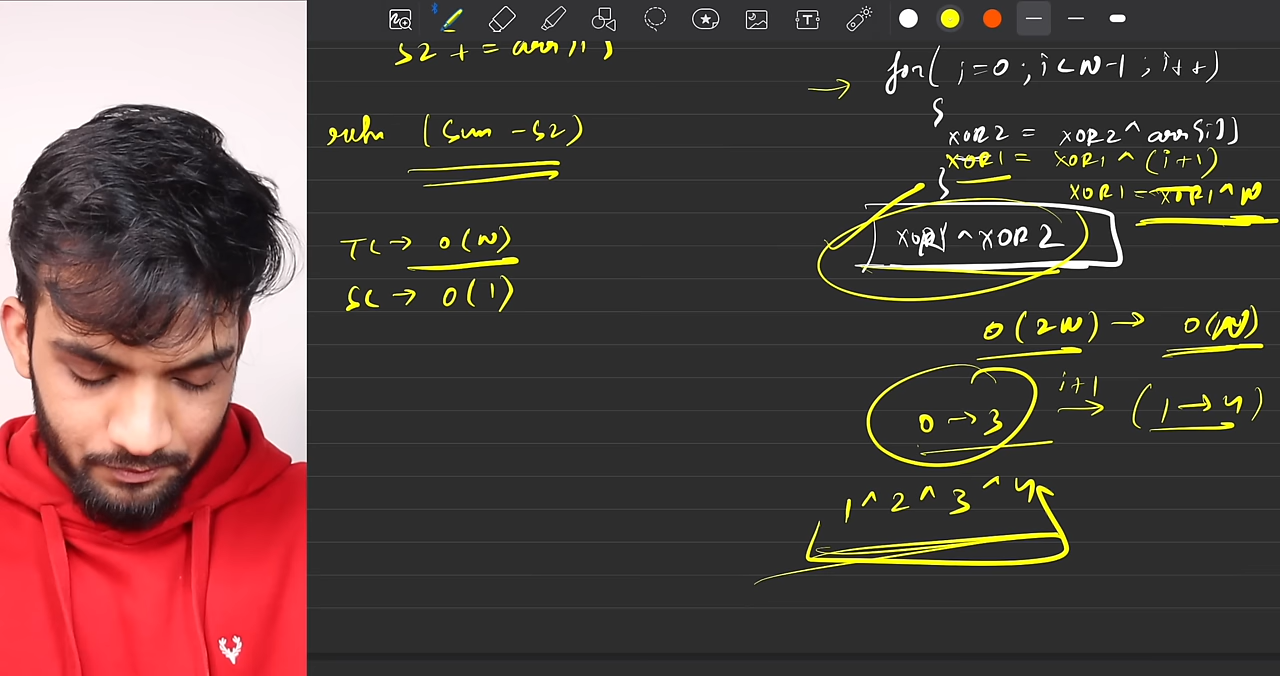 S2 + = arr[i]
return (Sum - S2)
TC → O(N)
SC → O(1)
→ for( i=0 ; i<N-1 ; i++)
{
XOR2 = XOR2 ^ arr[i]
XOR1 = XOR1 ^ (i+1)
}
XOR1 = XOR1 ^ N
XOR1 ^ XOR2
O(2N) → O(N)
0 → 3 i+1 → (1 → 4)
1 ^ 2 ^ 3 ^ 4